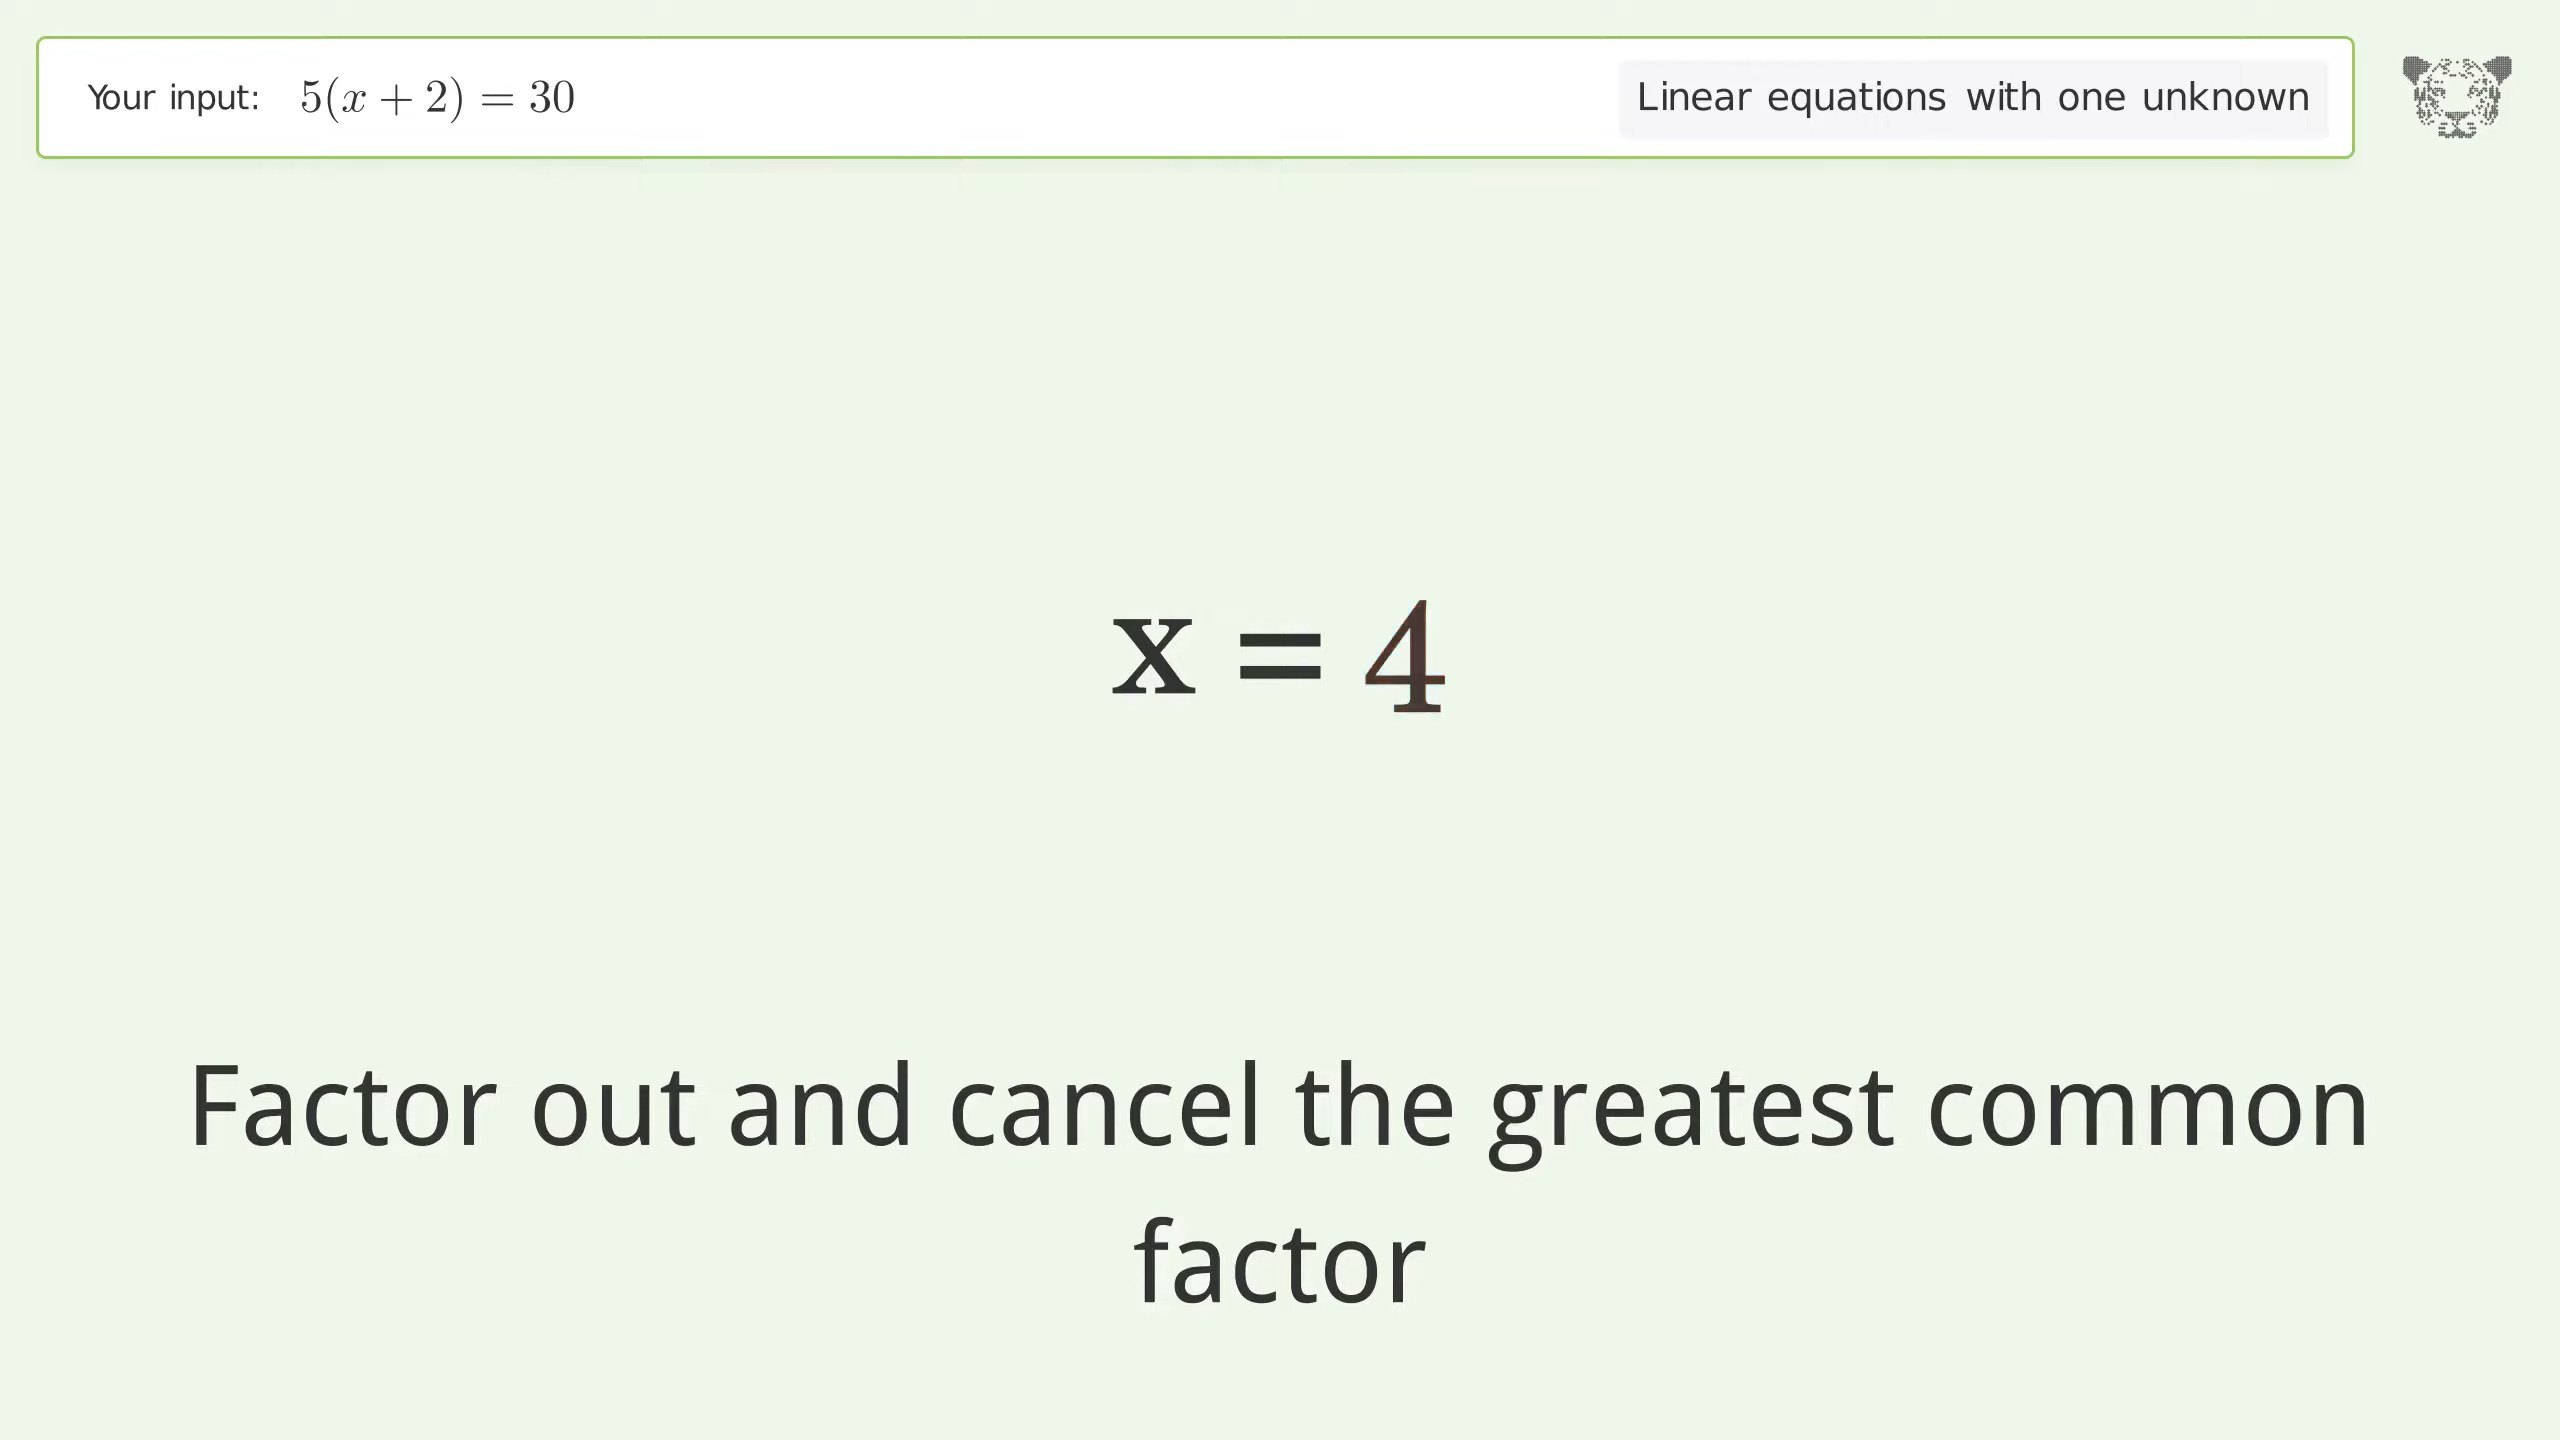 Your input: 5(x + 2) = 30 Linear equations with one unknown
x = 4
Factor out and cancel the greatest common
factor